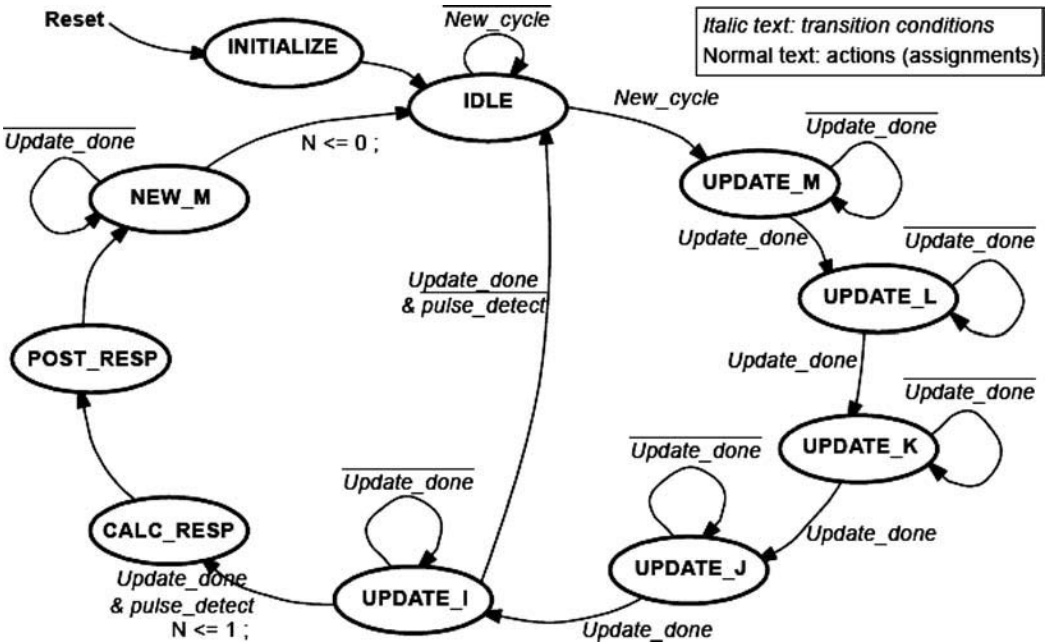 Reset
INITIALIZE
New_cycle
IDLE
Italic text: transition conditions
Normal text: actions (assignments)
New_cycle
Update_done
N <= 0 ;
NEW_M
Update_done
UPDATE_M
Update_done
Update_done
UPDATE_L
Update_done
& pulse_detect
POST_RESP
Update_done
Update_done
UPDATE_K
Update_done
Update_done
CALC_RESP
Update_done
UPDATE_J
Update_done
& pulse_detect
N <= 1 ;
UPDATE_I
Update_done